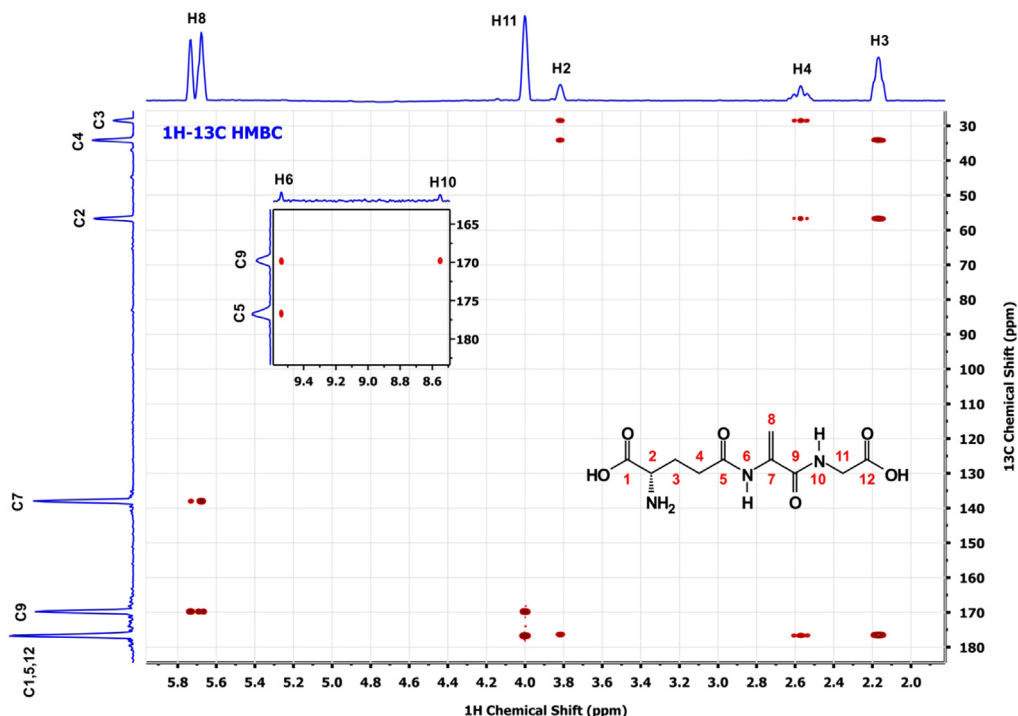 H8
H11
H2
H4
H3
1H-13C HMBC
C3
C4
C2
C7
C9
C1,5,12
30
40
50
60
70
80
90
100
110
120
130
140
150
160
170
180
13C Chemical Shift (ppm)
H6
H10
C9
C5
165
170
175
180
9.4 9.2 9.0 8.8 8.6
8
O 2 4 O 6 9 H 11 O
HO 1 3 5 N 7 10 N 12 OH
NH2 H O
5.8 5.6 5.4 5.2 5.0 4.8 4.6 4.4 4.2 4.0 3.8 3.6 3.4 3.2 3.0 2.8 2.6 2.4 2.2 2.0
1H Chemical Shift (ppm)